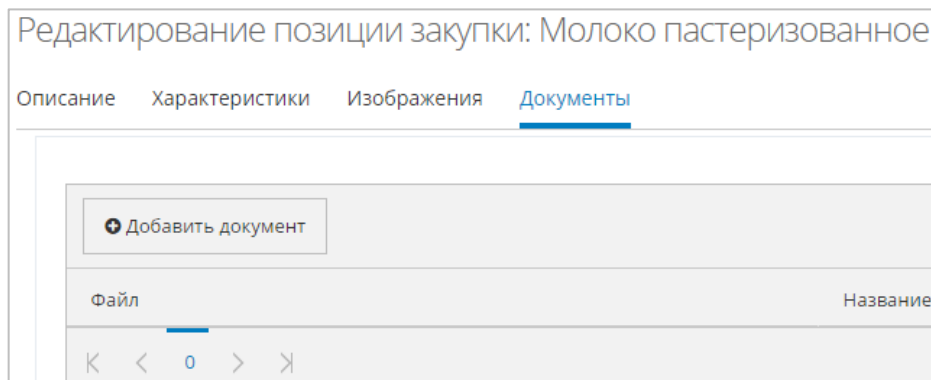 Редактирование позиции закупки: Молоко пастеризованное
Описание Характеристики Изображения Документы
Добавить документ
Файл Название
0